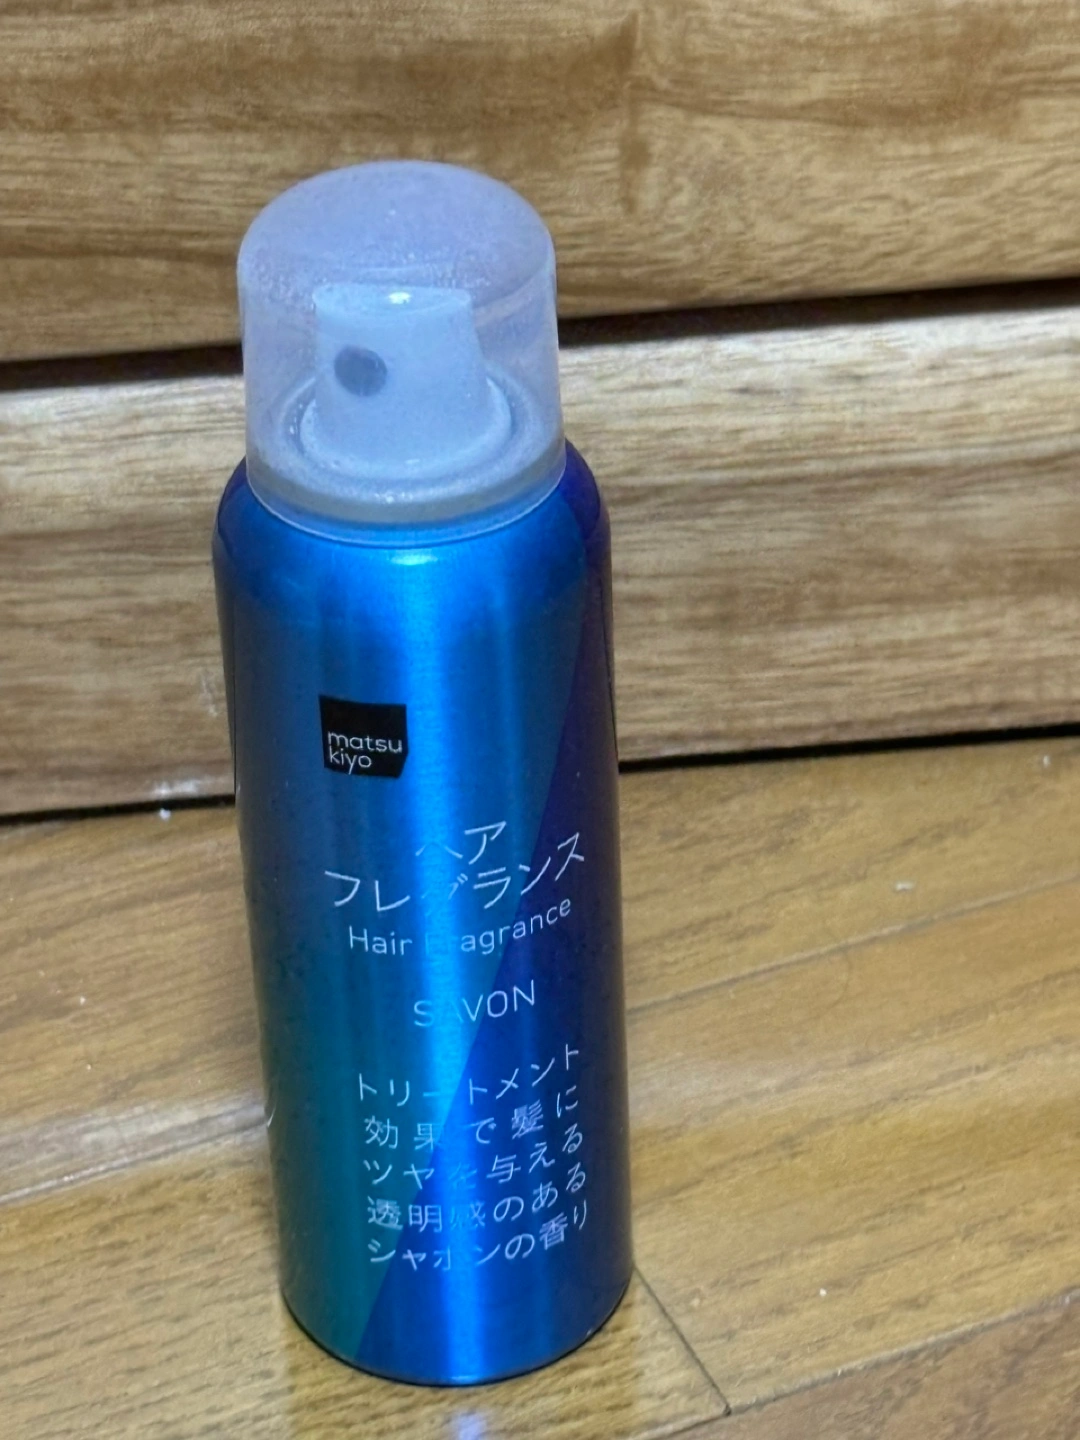 matsu
kiyo
ヘア
フレグランス
Hair Fragrance
SAVON
トリートメント
効果で髪に
ツヤを与える
透明感のある
シャボンの香り